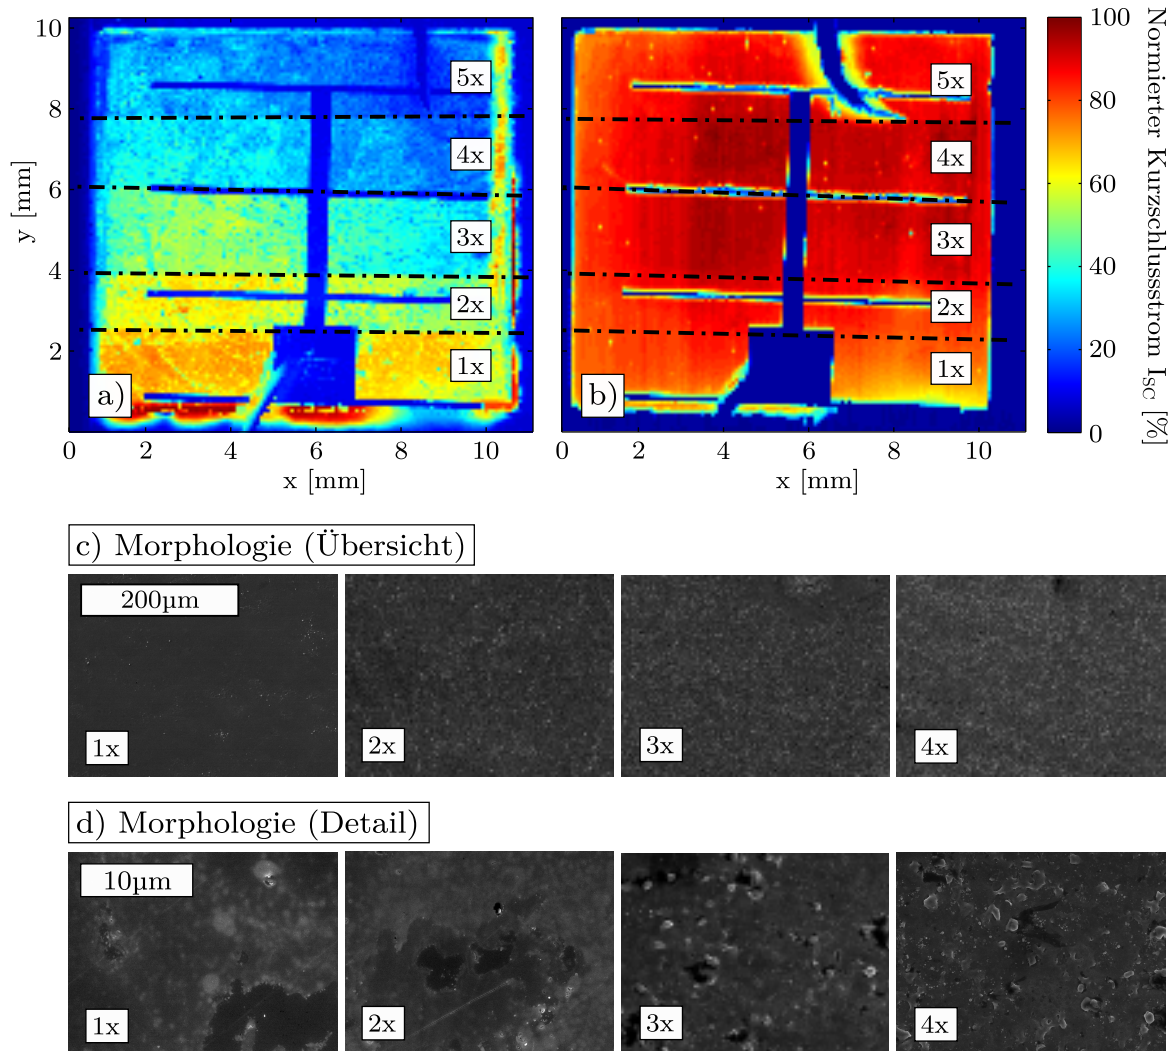 10
8
6
4
2
0
2
4
6
8
10
x [mm]
y [mm]
5x
4x
3x
2x
1x
a)
0
2
4
6
8
10
x [mm]
5x
4x
3x
2x
1x
b)
100
80
60
40
20
0
Normierter Kurzschlussstrom I_SC [%]
c) Morphologie (Übersicht)
200µm
1x
2x
3x
4x
d) Morphologie (Detail)
10µm
1x
2x
3x
4x